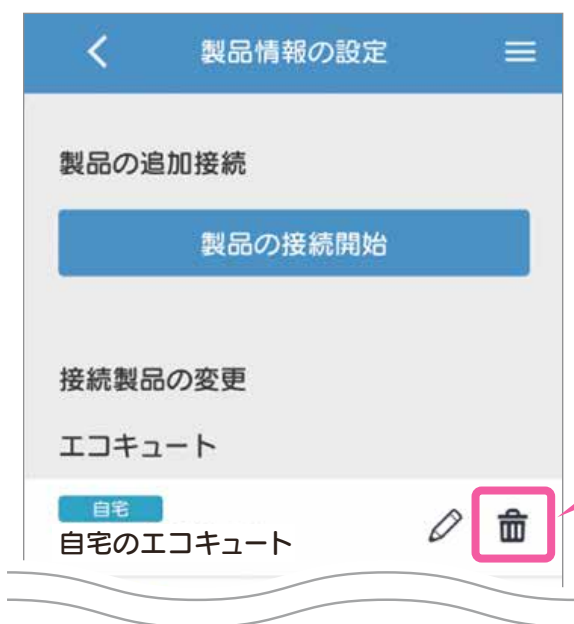 製品情報の設定
製品の追加接続
製品の接続開始
接続製品の変更
エコキュート
自宅
自宅のエコキュート